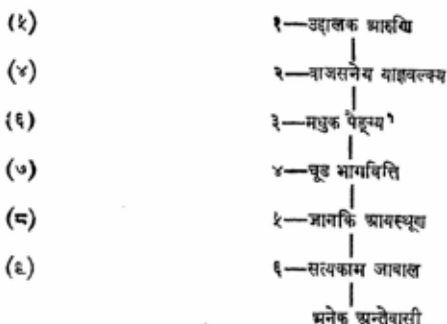 (५) १—उद्दालक आरुणि
(४) २—वाजसनेय याज्ञवल्क्य
(६) ३—मधुक पैङ्ग्य¹
(७) ४—चूड भागवित्ति
(८) ५—जानकि आयस्थूण
(९) ६—सत्यकाम जाबाल
अनेक अन्तेवासी